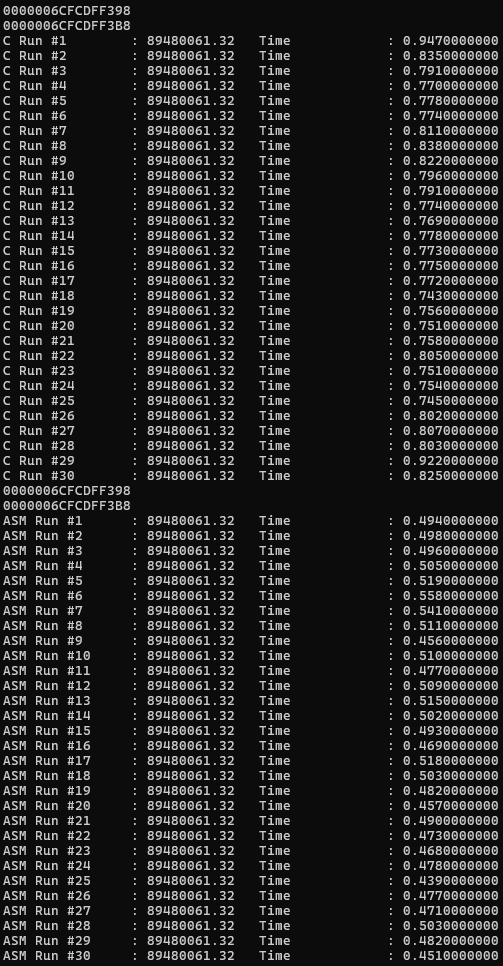 0000006CFCDFF398
0000006CFCDFF3B8
C Run #1 : 89480061.32 Time : 0.9470000000
C Run #2 : 89480061.32 Time : 0.8350000000
C Run #3 : 89480061.32 Time : 0.7910000000
C Run #4 : 89480061.32 Time : 0.7700000000
C Run #5 : 89480061.32 Time : 0.7780000000
C Run #6 : 89480061.32 Time : 0.7740000000
C Run #7 : 89480061.32 Time : 0.8110000000
C Run #8 : 89480061.32 Time : 0.8380000000
C Run #9 : 89480061.32 Time : 0.8220000000
C Run #10 : 89480061.32 Time : 0.7960000000
C Run #11 : 89480061.32 Time : 0.7910000000
C Run #12 : 89480061.32 Time : 0.7740000000
C Run #13 : 89480061.32 Time : 0.7690000000
C Run #14 : 89480061.32 Time : 0.7780000000
C Run #15 : 89480061.32 Time : 0.7730000000
C Run #16 : 89480061.32 Time : 0.7750000000
C Run #17 : 89480061.32 Time : 0.7720000000
C Run #18 : 89480061.32 Time : 0.7430000000
C Run #19 : 89480061.32 Time : 0.7560000000
C Run #20 : 89480061.32 Time : 0.7510000000
C Run #21 : 89480061.32 Time : 0.7580000000
C Run #22 : 89480061.32 Time : 0.8050000000
C Run #23 : 89480061.32 Time : 0.7510000000
C Run #24 : 89480061.32 Time : 0.7540000000
C Run #25 : 89480061.32 Time : 0.7450000000
C Run #26 : 89480061.32 Time : 0.8020000000
C Run #27 : 89480061.32 Time : 0.8070000000
C Run #28 : 89480061.32 Time : 0.8030000000
C Run #29 : 89480061.32 Time : 0.9220000000
C Run #30 : 89480061.32 Time : 0.8250000000
0000006CFCDFF398
0000006CFCDFF3B8
ASM Run #1 : 89480061.32 Time : 0.4940000000
ASM Run #2 : 89480061.32 Time : 0.4980000000
ASM Run #3 : 89480061.32 Time : 0.4960000000
ASM Run #4 : 89480061.32 Time : 0.5050000000
ASM Run #5 : 89480061.32 Time : 0.5190000000
ASM Run #6 : 89480061.32 Time : 0.5580000000
ASM Run #7 : 89480061.32 Time : 0.5410000000
ASM Run #8 : 89480061.32 Time : 0.5110000000
ASM Run #9 : 89480061.32 Time : 0.4560000000
ASM Run #10 : 89480061.32 Time : 0.5100000000
ASM Run #11 : 89480061.32 Time : 0.4770000000
ASM Run #12 : 89480061.32 Time : 0.5090000000
ASM Run #13 : 89480061.32 Time : 0.5150000000
ASM Run #14 : 89480061.32 Time : 0.5020000000
ASM Run #15 : 89480061.32 Time : 0.4930000000
ASM Run #16 : 89480061.32 Time : 0.4690000000
ASM Run #17 : 89480061.32 Time : 0.5180000000
ASM Run #18 : 89480061.32 Time : 0.5030000000
ASM Run #19 : 89480061.32 Time : 0.4820000000
ASM Run #20 : 89480061.32 Time : 0.4570000000
ASM Run #21 : 89480061.32 Time : 0.4900000000
ASM Run #22 : 89480061.32 Time : 0.4730000000
ASM Run #23 : 89480061.32 Time : 0.4680000000
ASM Run #24 : 89480061.32 Time : 0.4780000000
ASM Run #25 : 89480061.32 Time : 0.4390000000
ASM Run #26 : 89480061.32 Time : 0.4770000000
ASM Run #27 : 89480061.32 Time : 0.4710000000
ASM Run #28 : 89480061.32 Time : 0.5030000000
ASM Run #29 : 89480061.32 Time : 0.4820000000
ASM Run #30 : 89480061.32 Time : 0.4510000000